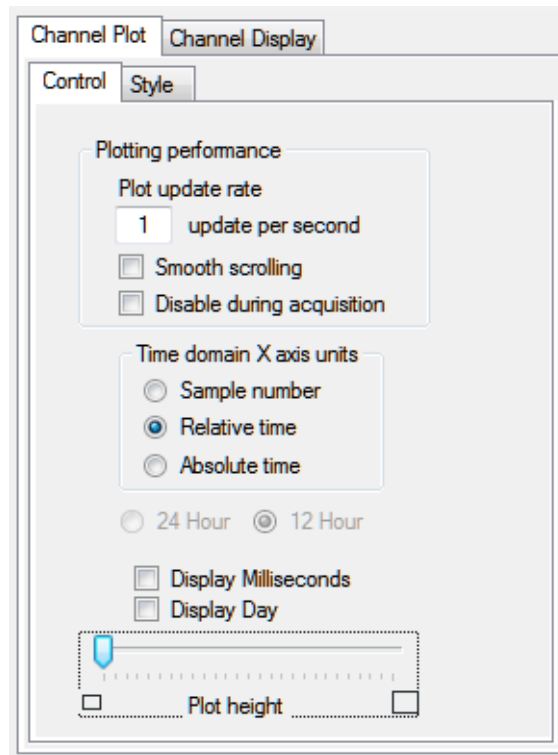 Channel Plot Channel Display
Control Style
Plotting performance
Plot update rate
1 update per second
Smooth scrolling
Disable during acquisition
Time domain X axis units
Sample number
Relative time
Absolute time
24 Hour 12 Hour
Display Milliseconds
Display Day
Plot height